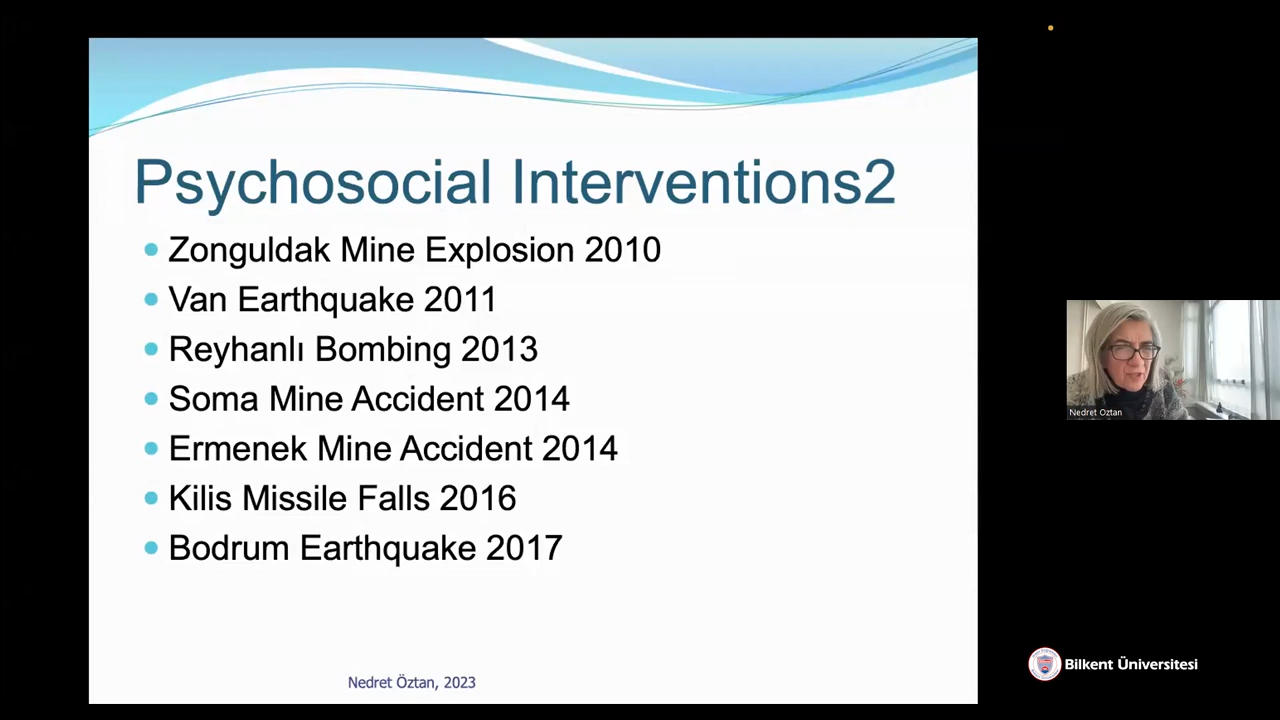 Psychosocial Interventions2
Zonguldak Mine Explosion 2010
Van Earthquake 2011
Reyhanlı Bombing 2013
Soma Mine Accident 2014
Ermenek Mine Accident 2014
Kilis Missile Falls 2016
Bodrum Earthquake 2017
Nedret Öztan, 2023
Nedret Oztan
Bilkent Üniversitesi